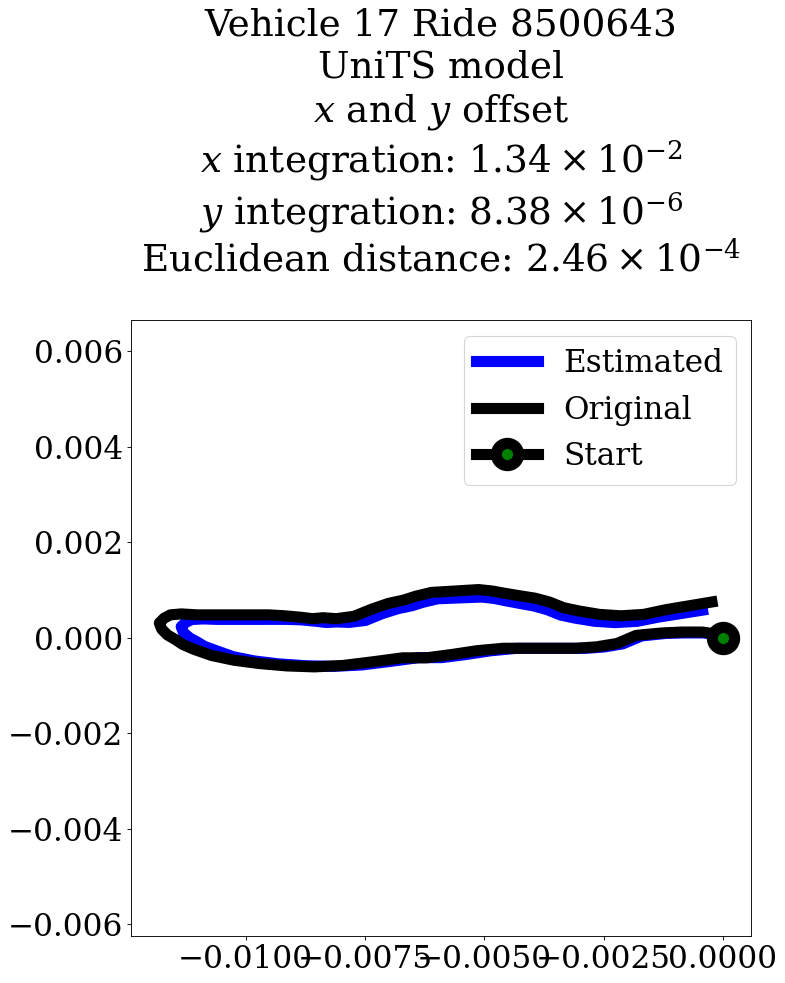 Vehicle 17 Ride 8500643
UniTS model
x and y offset
x integration: 1.34 × 10⁻²
y integration: 8.38 × 10⁻⁶
Euclidean distance: 2.46 × 10⁻⁴
Estimated
Original
Start
0.006
0.004
0.002
0.000
−0.002
−0.004
−0.006
−0.0100 −0.0075 −0.0050 −0.0025 0.0000